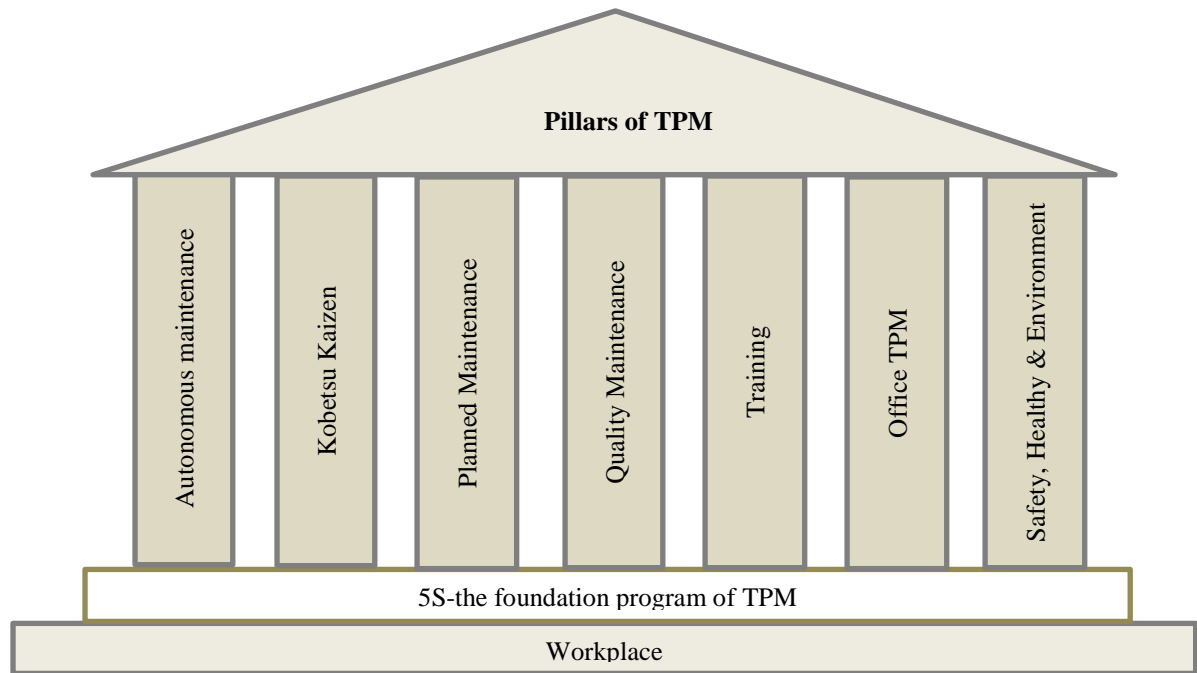 Pillars of TPM
Autonomous maintenance
Kobetsu Kaizen
Planned Maintenance
Quality Maintenance
Training
Office TPM
Safety, Healthy & Environment
5S-the foundation program of TPM
Workplace